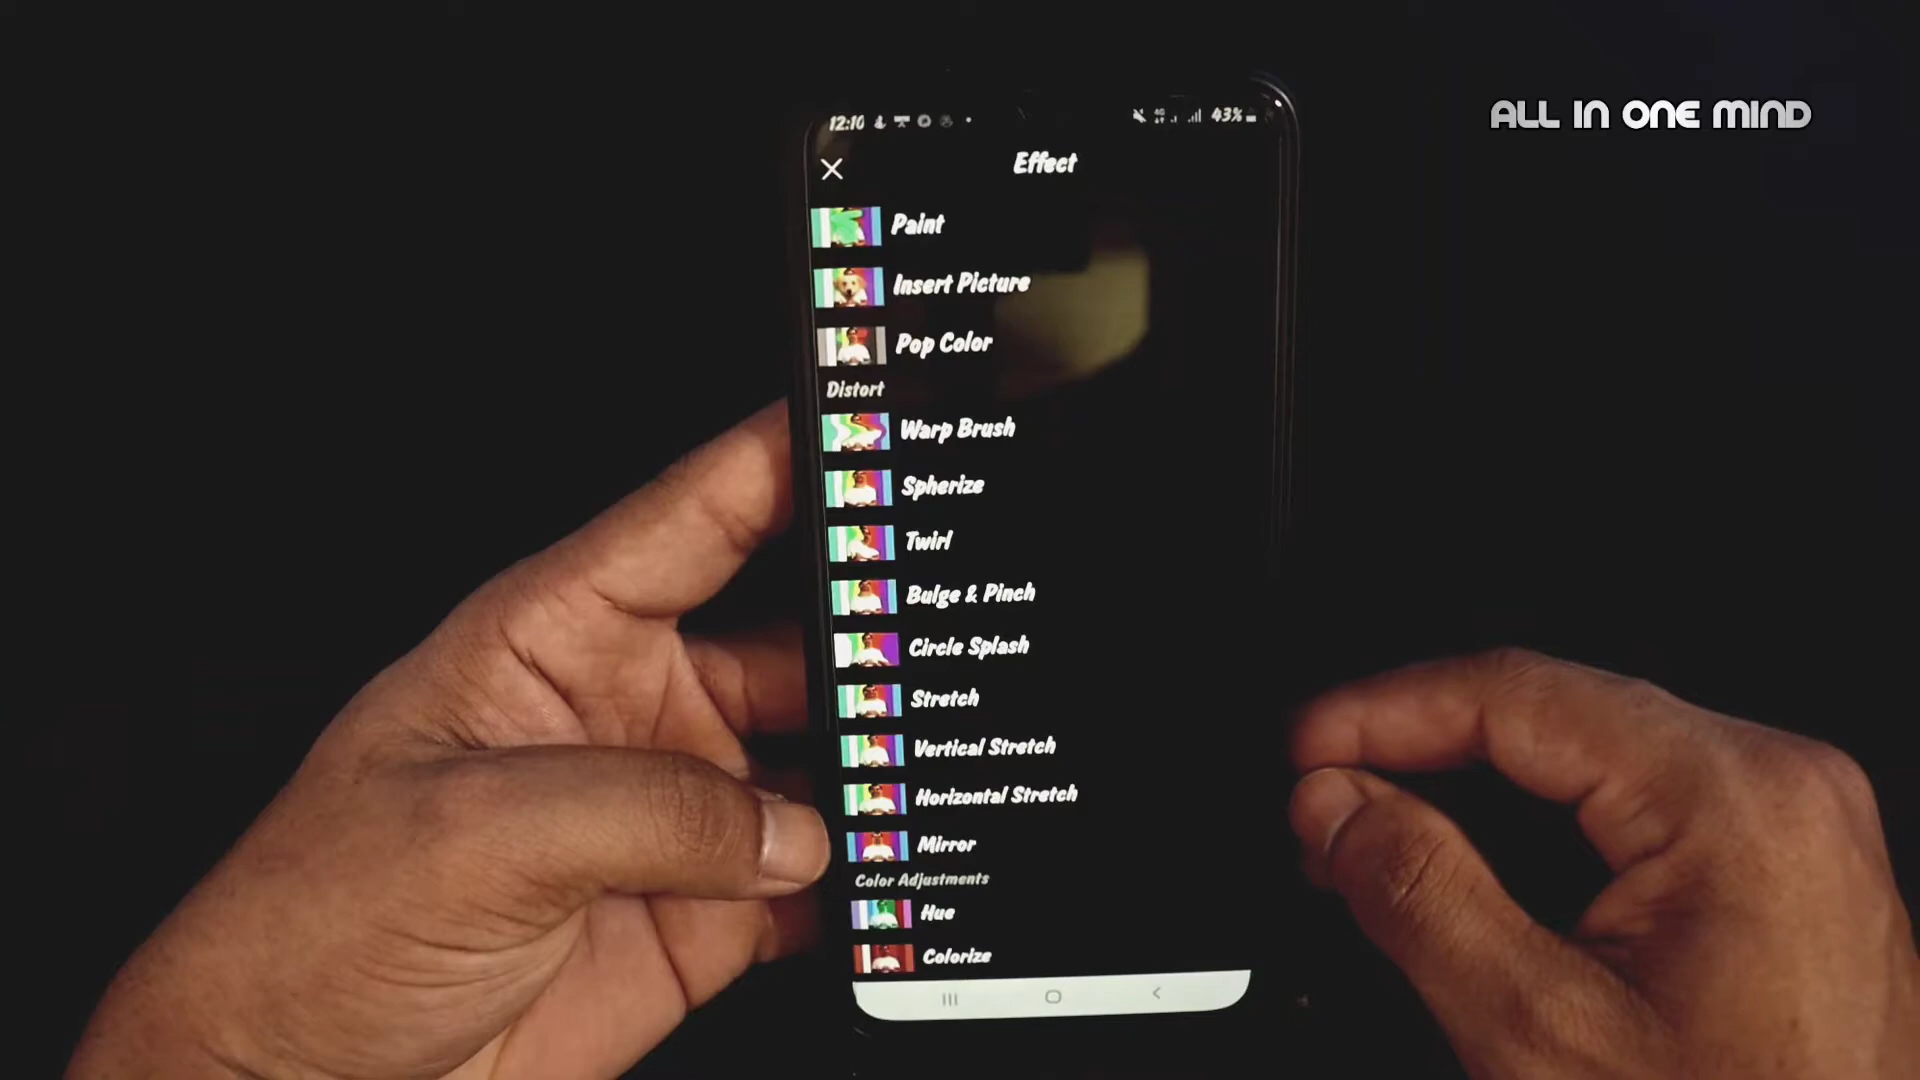 ALL IN ONE MIND
12:10
43%
Effect
Paint
Insert Picture
Pop Color
Distort
Warp Brush
Spherize
Twirl
Bulge & Pinch
Circle Splash
Stretch
Vertical Stretch
Horizontal Stretch
Mirror
Color Adjustments
Hue
Colorize